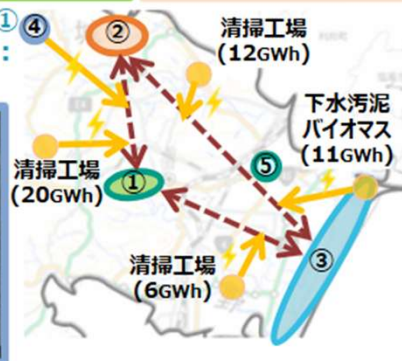 ①
:
④
②
清掃工場
(12GWh)
下水汚泥
バイオマス
(11GWh)
⑤
清掃工場
(20GWh)
①
清掃工場
(6GWh)
③